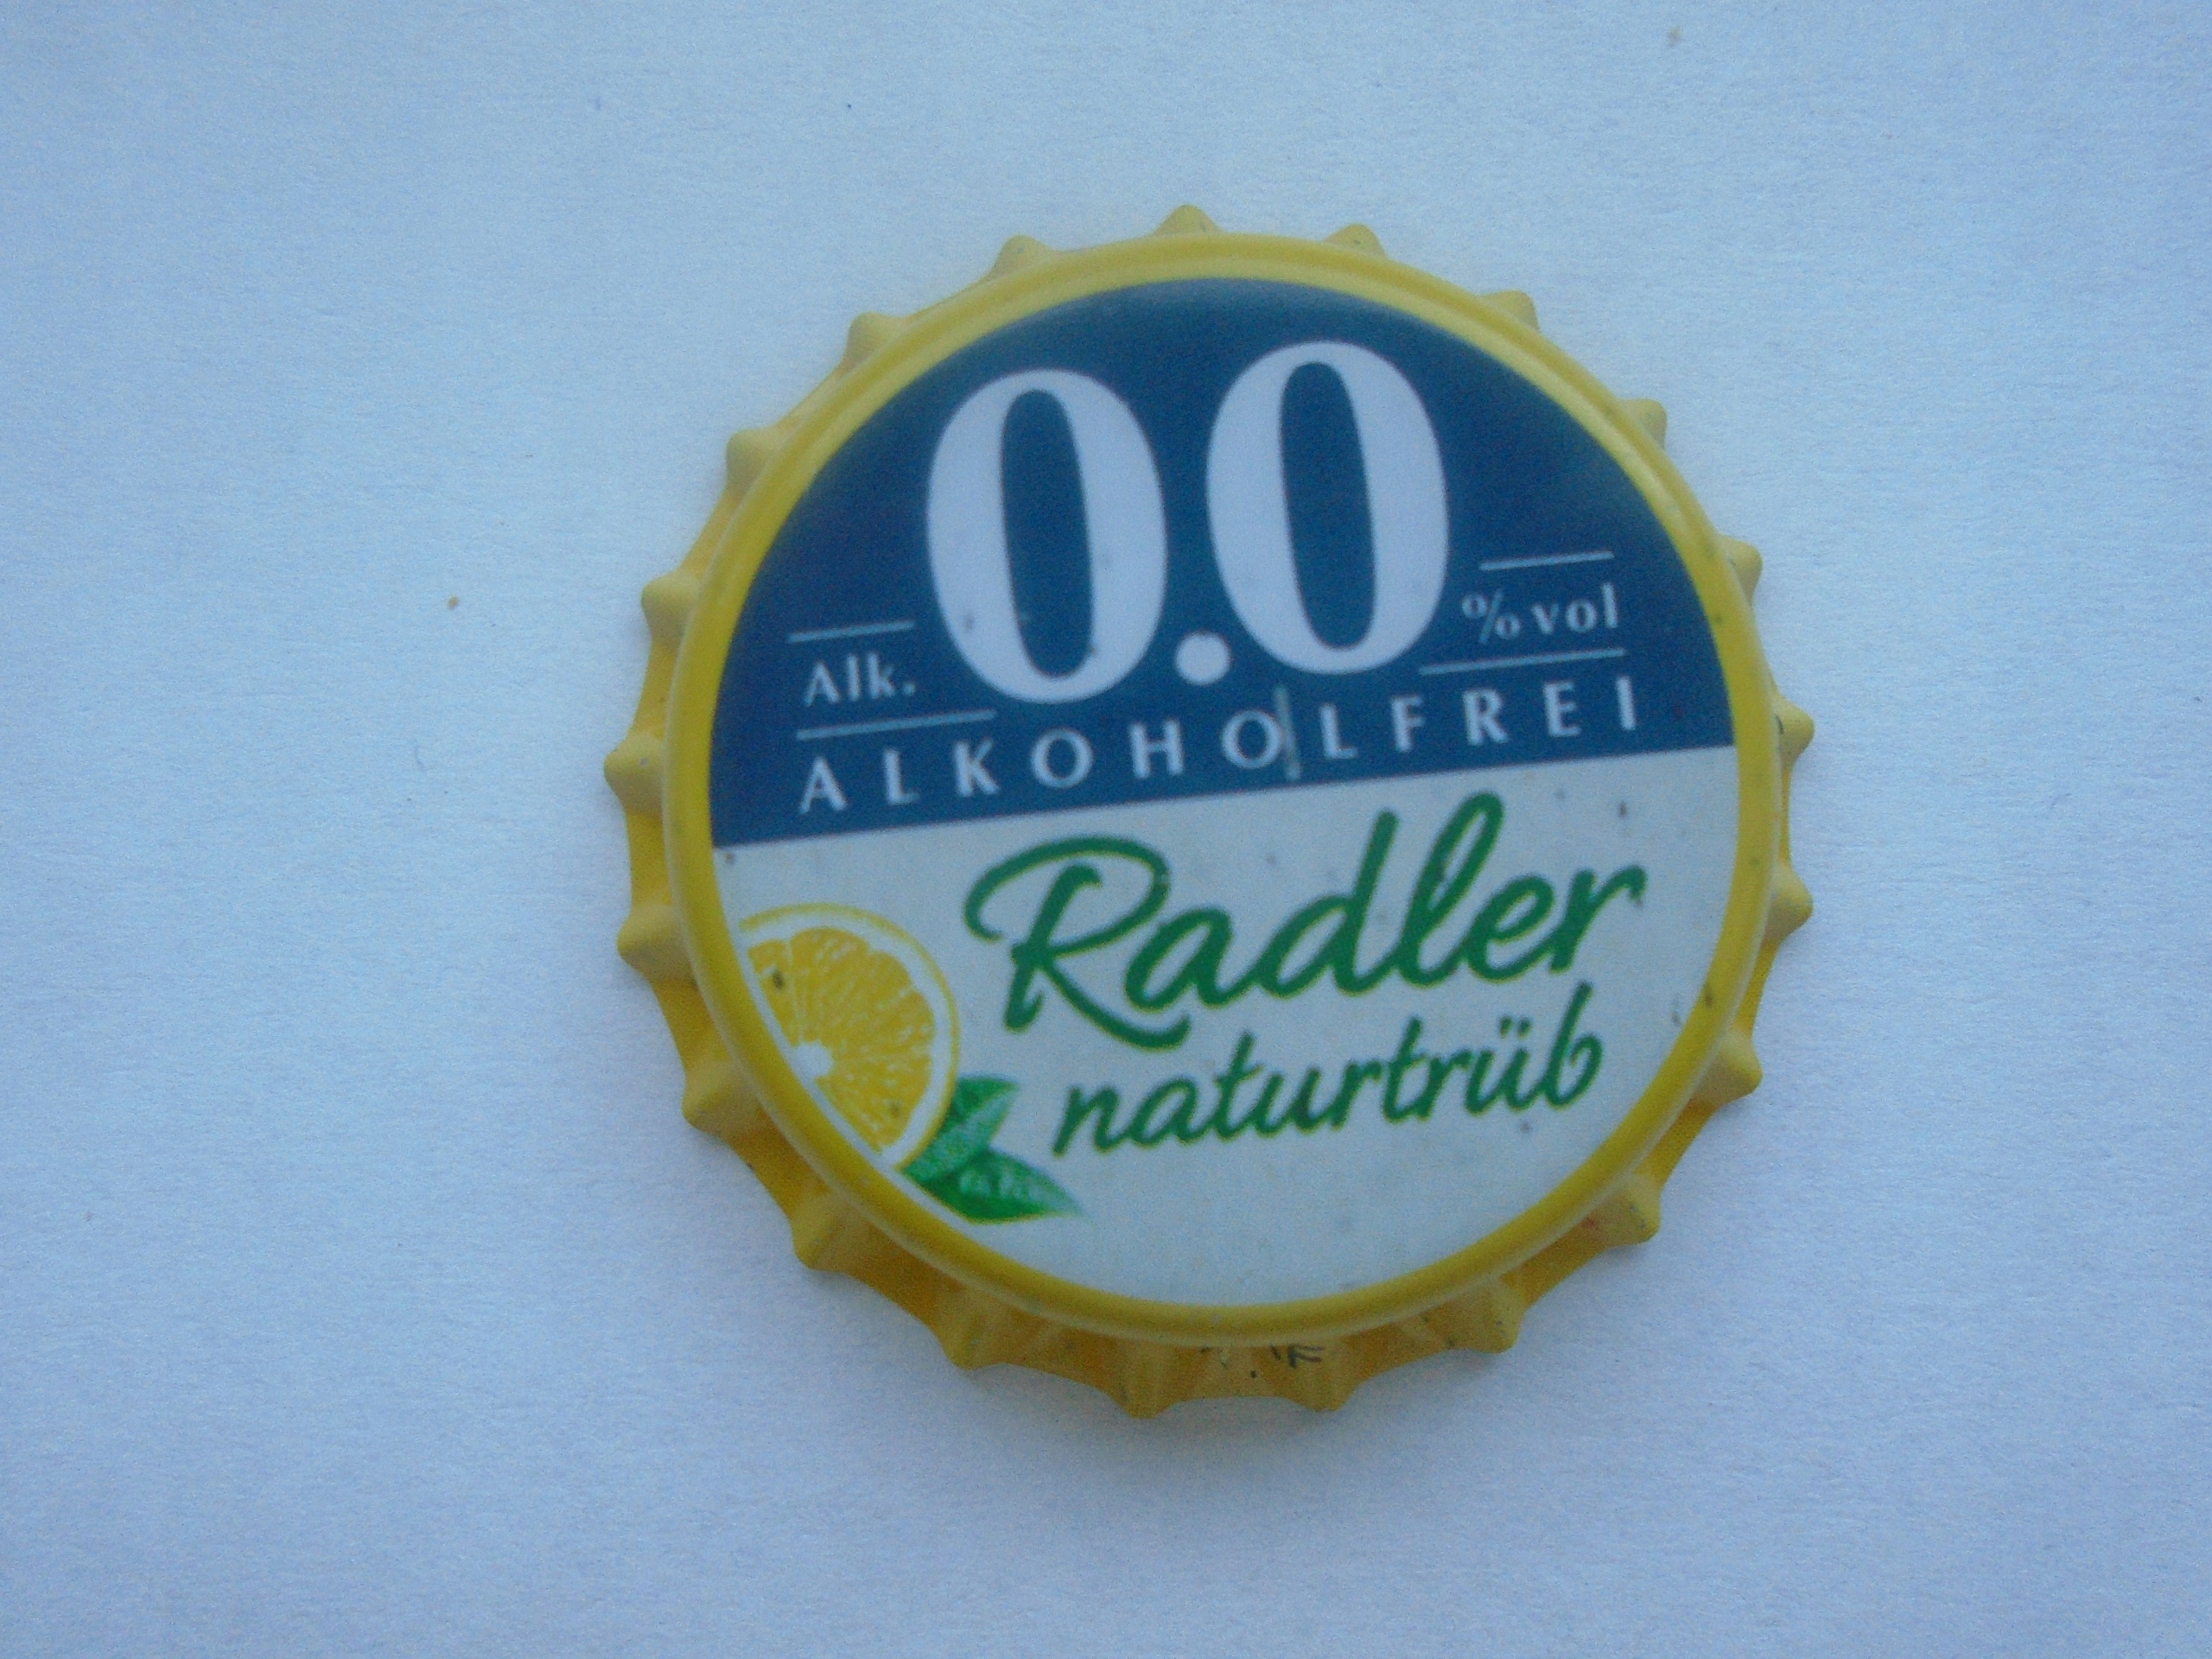 0.0
Alk. % vol
ALKOHOLFREI
Radler
naturtrüb